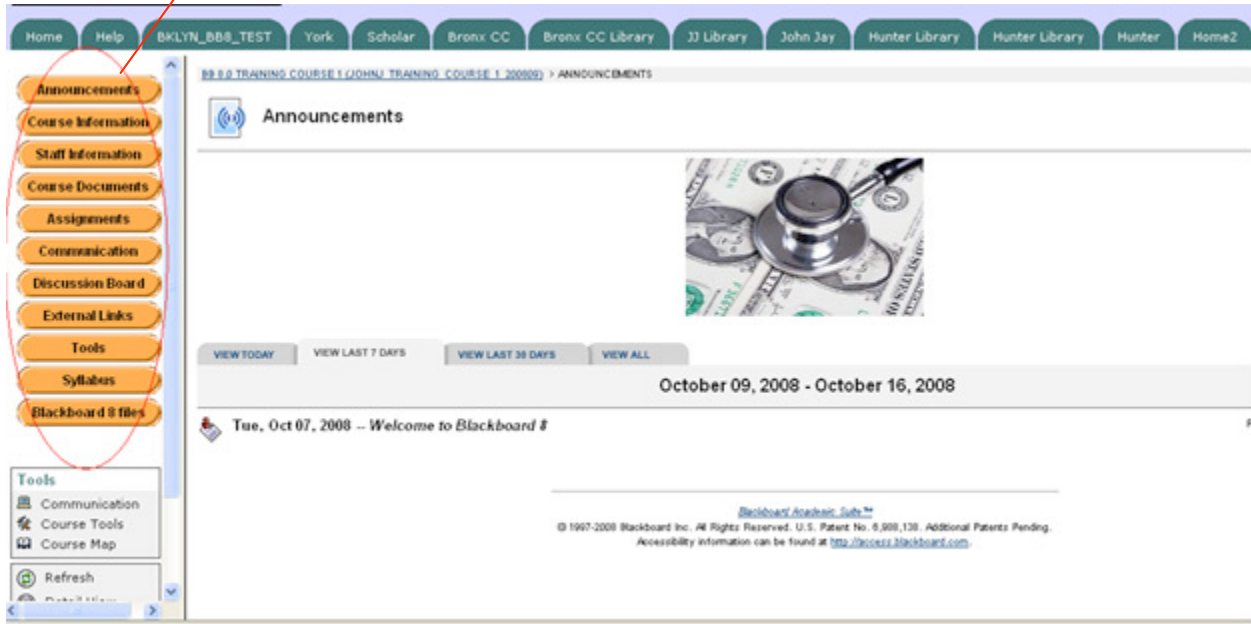 Home Help BKLYN_BB8_TEST York Scholar Bronx CC Bronx CC Library JJ Library John Jay Hunter Library Hunter Library Hunter Home2
BB 8.0 TRAINING COURSE 1 (JOHNJ_TRAINING_COURSE_1_200809) > ANNOUNCEMENTS
Announcements
Announcements
Course Information
Staff Information
Course Documents
Assignments
Communication
Discussion Board
External Links
Tools
Syllabus
Blackboard 8 files
VIEW TODAY VIEW LAST 7 DAYS VIEW LAST 30 DAYS VIEW ALL
October 09, 2008 - October 16, 2008
Tue, Oct 07, 2008 -- Welcome to Blackboard 8
Tools
Communication
Course Tools
Course Map
Refresh
Detail View
Blackboard Academic Suite™
© 1997-2008 Blackboard Inc. All Rights Reserved. U.S. Patent No. 6,988,138. Additional Patents Pending.
Accessibility information can be found at http://access.blackboard.com.